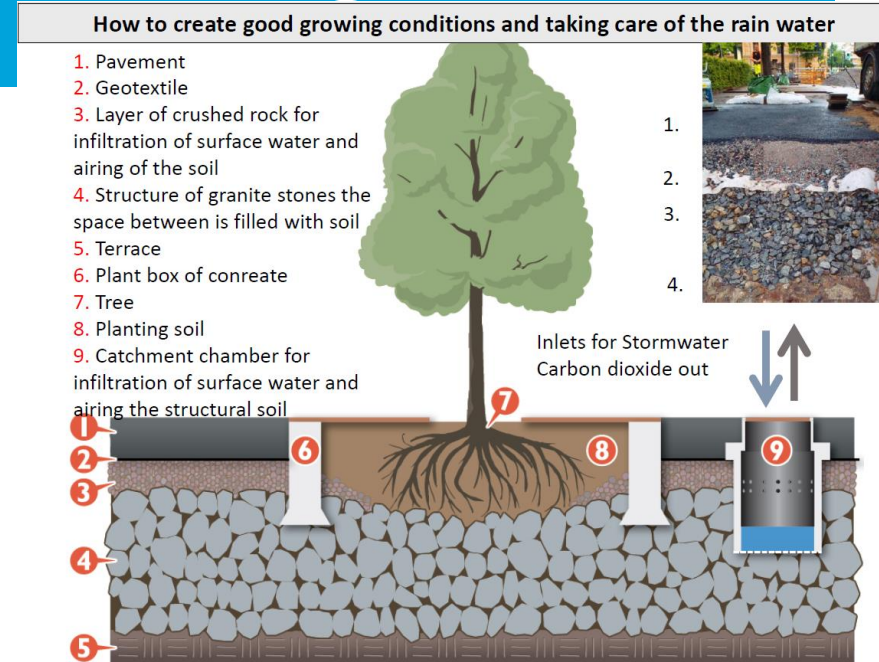 How to create good growing conditions and taking care of the rain water
1. Pavement
2. Geotextile
3. Layer of crushed rock for
infiltration of surface water and
airing of the soil
4. Structure of granite stones the
space between is filled with soil
5. Terrace
6. Plant box of conreate
7. Tree
8. Planting soil
9. Catchment chamber for
infiltration of surface water and
airing the structural soil
1.
2.
3.
4.
Inlets for Stormwater
Carbon dioxide out
7
1
6
8
9
2
3
4
5